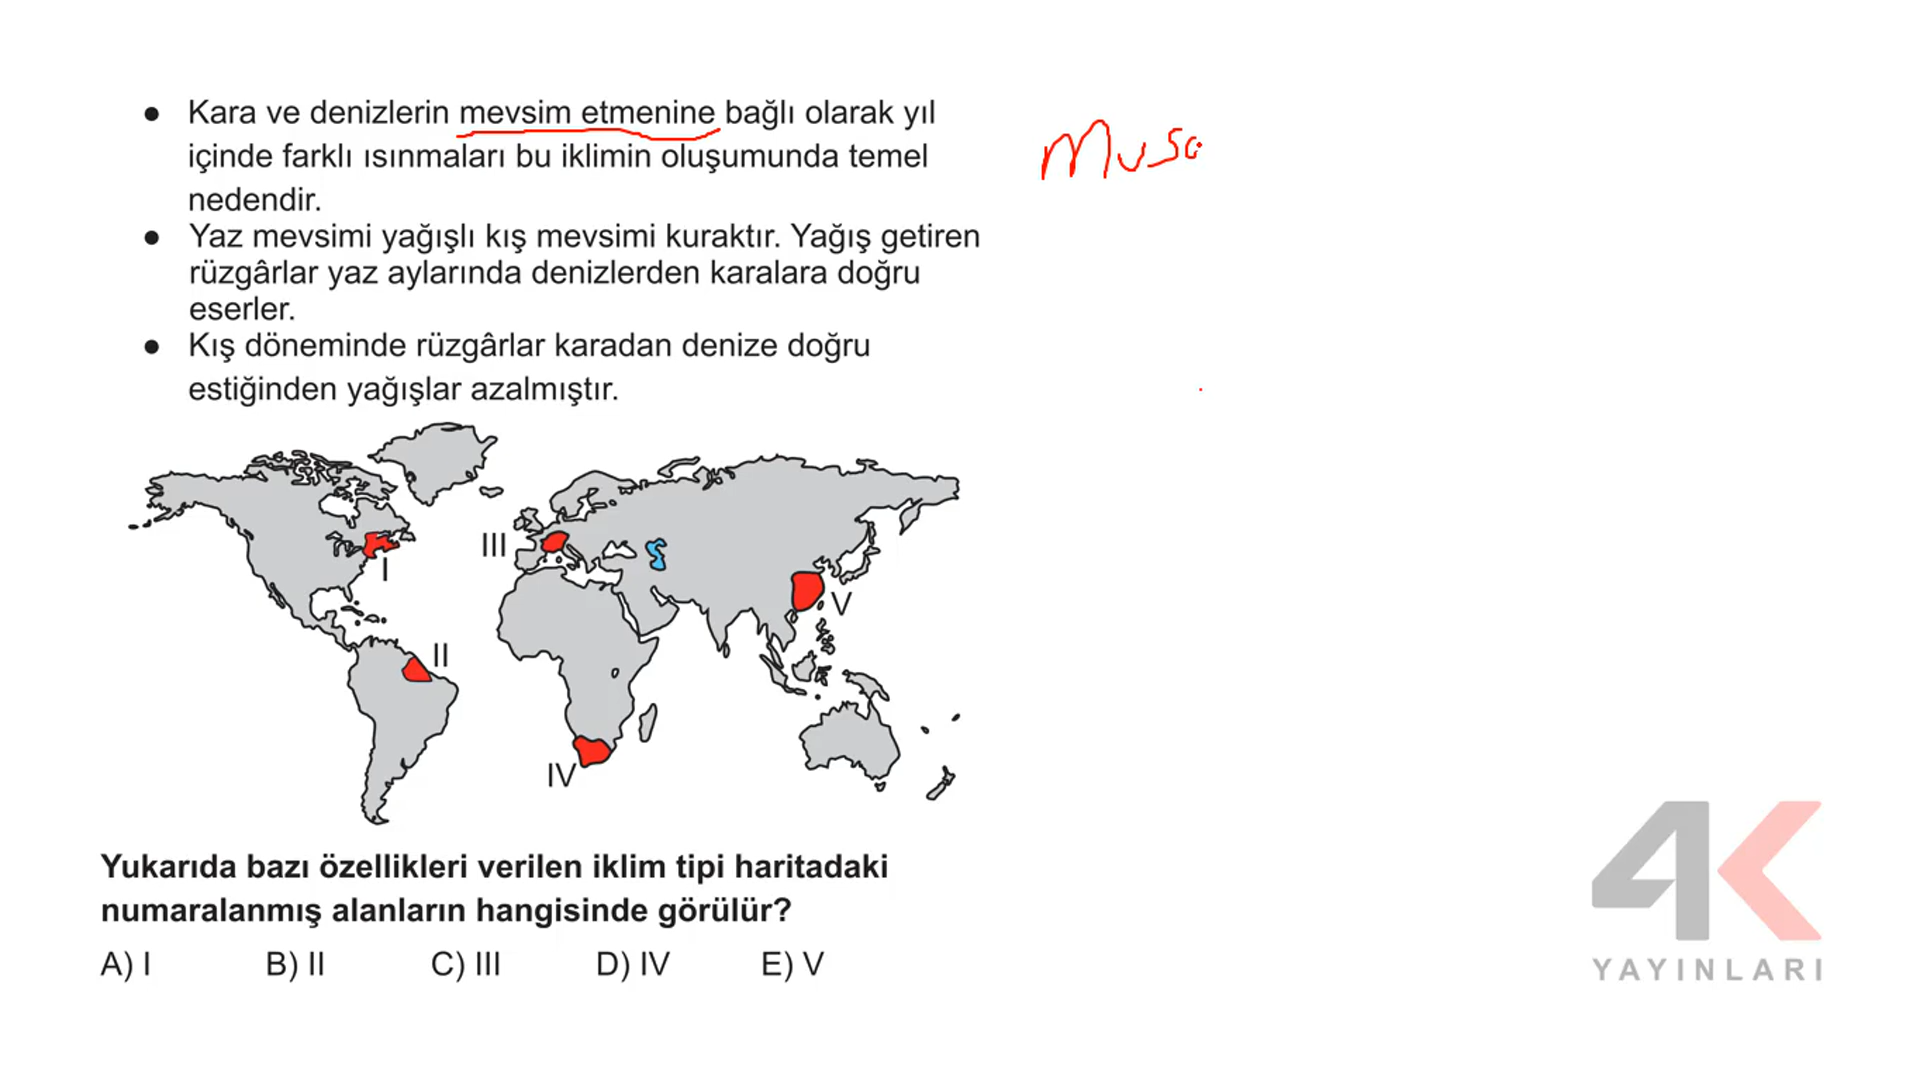 ● Kara ve denizlerin mevsim etmenine bağlı olarak yıl
içinde farklı ısınmaları bu iklimin oluşumunda temel
nedendir.
● Yaz mevsimi yağışlı kış mevsimi kuraktır. Yağış getiren
rüzgârlar yaz aylarında denizlerden karalara doğru
eserler.
● Kış döneminde rüzgârlar karadan denize doğru
estiğinden yağışlar azalmıştır.
Muso
I
II
III
IV
V
Yukarıda bazı özellikleri verilen iklim tipi haritadaki
numaralanmış alanların hangisinde görülür?
A) I B) II C) III D) IV E) V
4K
YAYINLARI